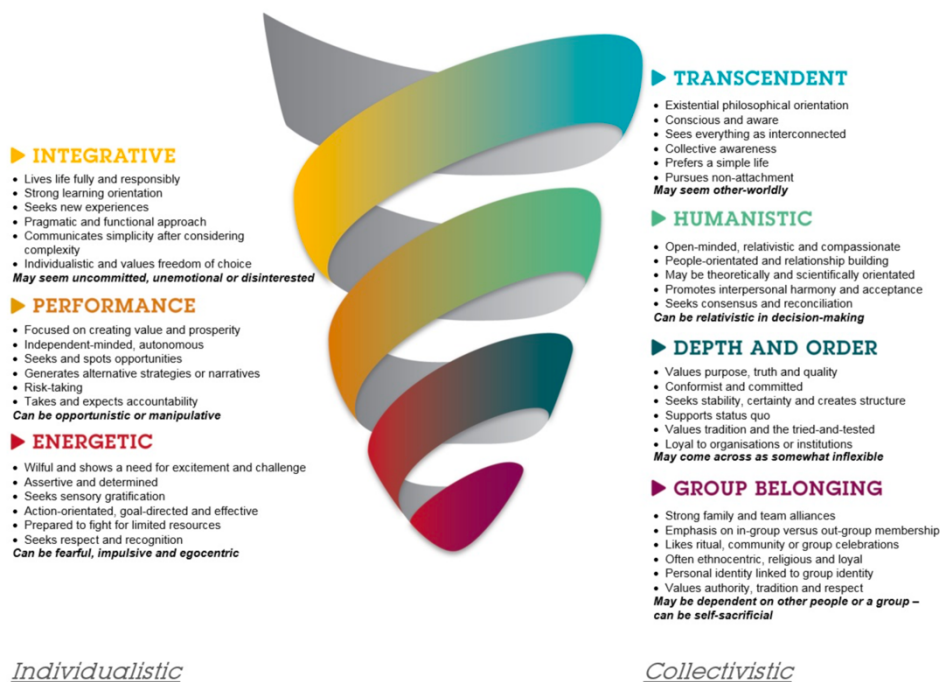 INTEGRATIVE
• Lives life fully and responsibly
• Strong learning orientation
• Seeks new experiences
• Pragmatic and functional approach
• Communicates simplicity after considering
complexity
• Individualistic and values freedom of choice
May seem uncommitted, unemotional or disinterested
PERFORMANCE
• Focused on creating value and prosperity
• Independent-minded, autonomous
• Seeks and spots opportunities
• Generates alternative strategies or narratives
• Risk-taking
• Takes and expects accountability
Can be opportunistic or manipulative
ENERGETIC
• Wilful and shows a need for excitement and challenge
• Assertive and determined
• Seeks sensory gratification
• Action-orientated, goal-directed and effective
• Prepared to fight for limited resources
• Seeks respect and recognition
Can be fearful, impulsive and egocentric
Individualistic
TRANSCENDENT
• Existential philosophical orientation
• Conscious and aware
• Sees everything as interconnected
• Collective awareness
• Prefers a simple life
• Pursues non-attachment
May seem other-worldly
HUMANISTIC
• Open-minded, relativistic and compassionate
• People-orientated and relationship building
• May be theoretically and scientifically orientated
• Promotes interpersonal harmony and acceptance
• Seeks consensus and reconciliation
Can be relativistic in decision-making
DEPTH AND ORDER
• Values purpose, truth and quality
• Conformist and committed
• Seeks stability, certainty and creates structure
• Supports status quo
• Values tradition and the tried-and-tested
• Loyal to organisations or institutions
May come across as somewhat inflexible
GROUP BELONGING
• Strong family and team alliances
• Emphasis on in-group versus out-group membership
• Likes ritual, community or group celebrations
• Often ethnocentric, religious and loyal
• Personal identity linked to group identity
• Values authority, tradition and respect
May be dependent on other people or a group –
can be self-sacrificial
Collectivistic